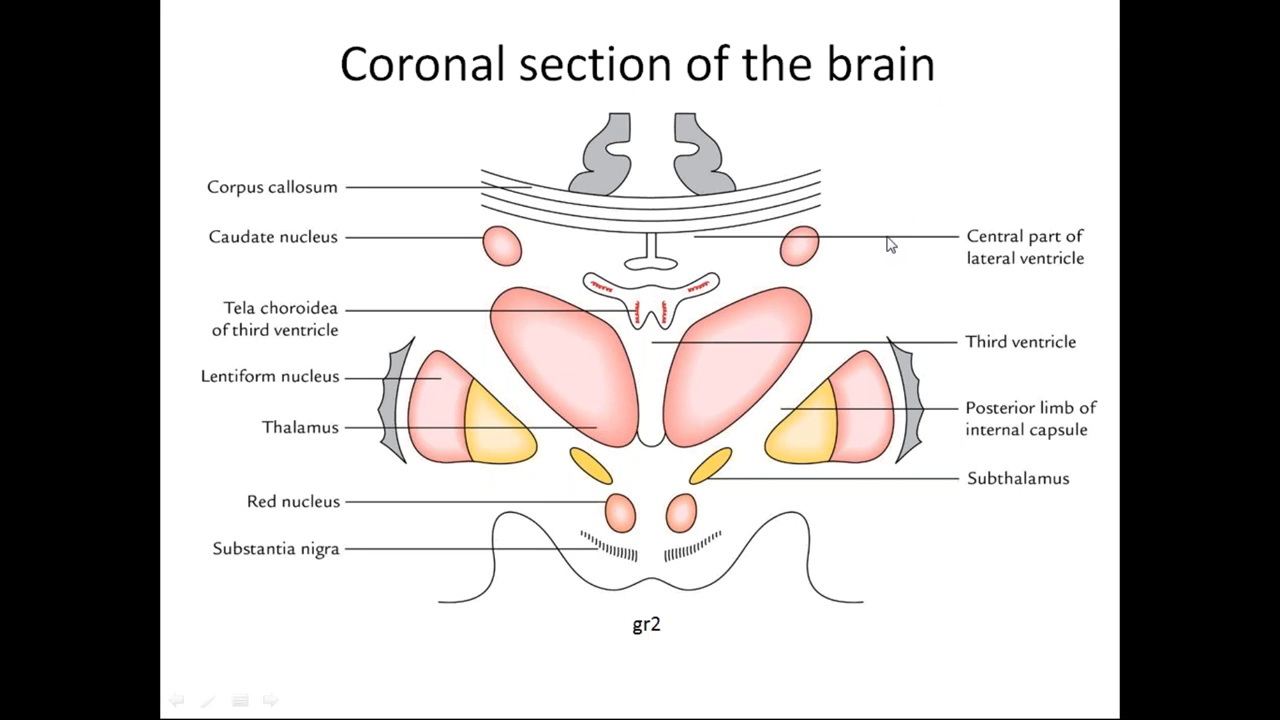 Coronal section of the brain
Corpus callosum
Caudate nucleus
Tela choroidea
of third ventricle
Lentiform nucleus
Thalamus
Red nucleus
Substantia nigra
Central part of
lateral ventricle
Third ventricle
Posterior limb of
internal capsule
Subthalamus
gr2